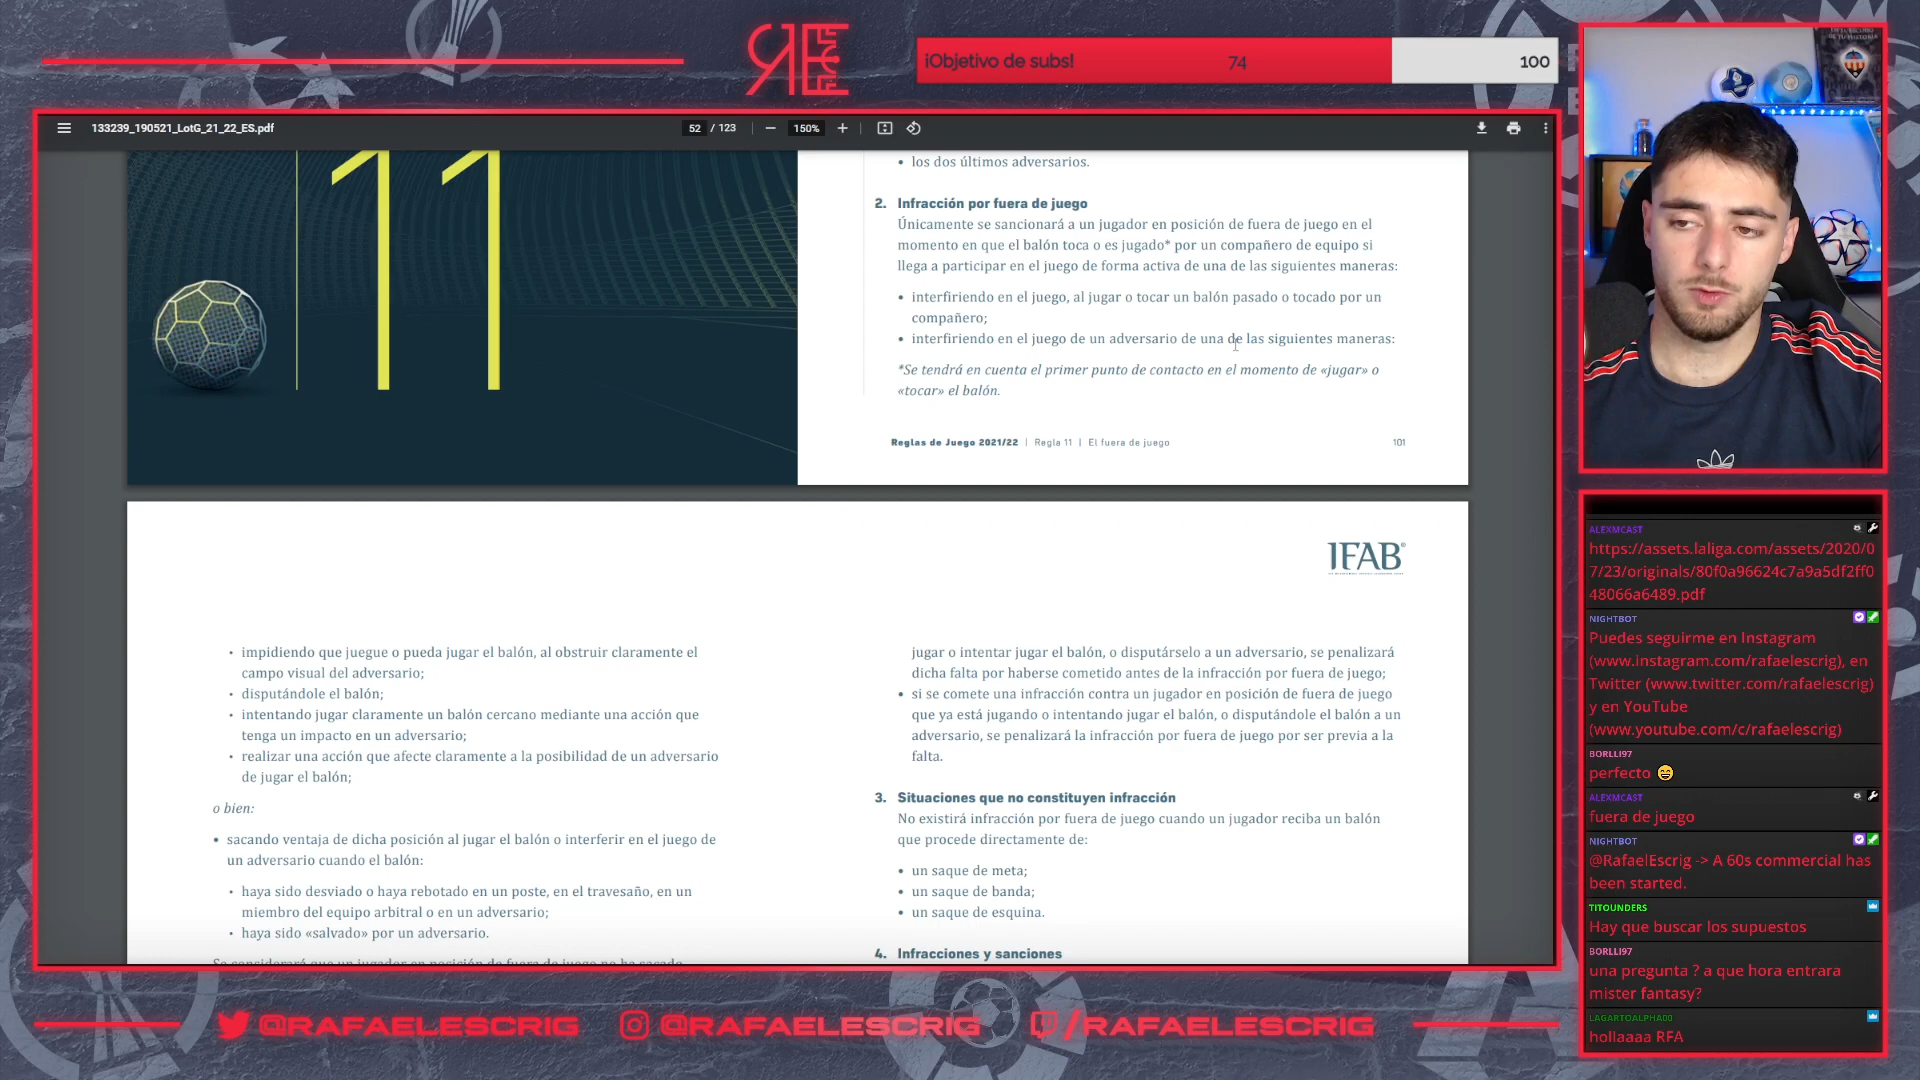 ¡Objetivo de subs!
74
100
133239_190521_LotG_21_22_ES.pdf
52 / 123
150%
11
• los dos últimos adversarios.
2. Infracción por fuera de juego
Únicamente se sancionará a un jugador en posición de fuera de juego en el
momento en que el balón toca o es jugado* por un compañero de equipo si
llega a participar en el juego de forma activa de una de las siguientes maneras:
• interfiriendo en el juego, al jugar o tocar un balón pasado o tocado por un
compañero;
• interfiriendo en el juego de un adversario de una de las siguientes maneras:
*Se tendrá en cuenta el primer punto de contacto en el momento de «jugar» o
«tocar» el balón.
Reglas de Juego 2021/22 | Regla 11 | El fuera de juego
101
IFAB
• impidiendo que juegue o pueda jugar el balón, al obstruir claramente el
campo visual del adversario;
• disputándole el balón;
• intentando jugar claramente un balón cercano mediante una acción que
tenga un impacto en un adversario;
• realizar una acción que afecte claramente a la posibilidad de un adversario
de jugar el balón;
o bien:
• sacando ventaja de dicha posición al jugar el balón o interferir en el juego de
un adversario cuando el balón:
• haya sido desviado o haya rebotado en un poste, en el travesaño, en un
miembro del equipo arbitral o en un adversario;
• haya sido «salvado» por un adversario.
Se considerará que un jugador en posición de fuera de juego no ha sacado
jugar o intentar jugar el balón, o disputárselo a un adversario, se penalizará
dicha falta por haberse cometido antes de la infracción por fuera de juego;
• si se comete una infracción contra un jugador en posición de fuera de juego
que ya está jugando o intentando jugar el balón, o disputándole el balón a un
adversario, se penalizará la infracción por fuera de juego por ser previa a la
falta.
3. Situaciones que no constituyen infracción
No existirá infracción por fuera de juego cuando un jugador reciba un balón
que procede directamente de:
• un saque de meta;
• un saque de banda;
• un saque de esquina.
4. Infracciones y sanciones
ALEXMCAST
https://assets.laliga.com/assets/2020/0
7/23/originals/80f0a96624c7a9a5df2ff0
48066a6489.pdf
NIGHTBOT
Puedes seguirme en Instagram
(www.instagram.com/rafaelescrig), en
Twitter (www.twitter.com/rafaelescrig)
y en YouTube
(www.youtube.com/c/rafaelescrig)
BORLLI97
perfecto 😄
ALEXMCAST
fuera de juego
NIGHTBOT
@RafaelEscrig -> A 60s commercial has
been started.
TITOUNDERS
Hay que buscar los supuestos
BORLLI97
una pregunta ? a que hora entrara
mister fantasy?
LAGARTOALPHA00
hollaaaa RFA
@RAFAELESCRIG
@RAFAELESCRIG
/RAFAELESCRIG